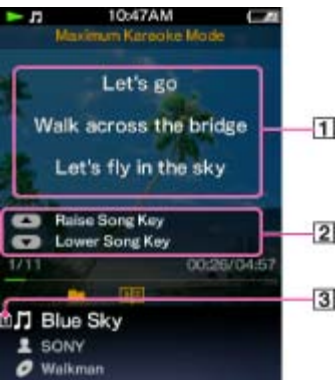 10:47AM
Maximum Karaoke Mode
Let's go
Walk across the bridge
Let's fly in the sky
1
Raise Song Key
Lower Song Key
2
1/11 00:26/04:57
3
Blue Sky
SONY
Walkman